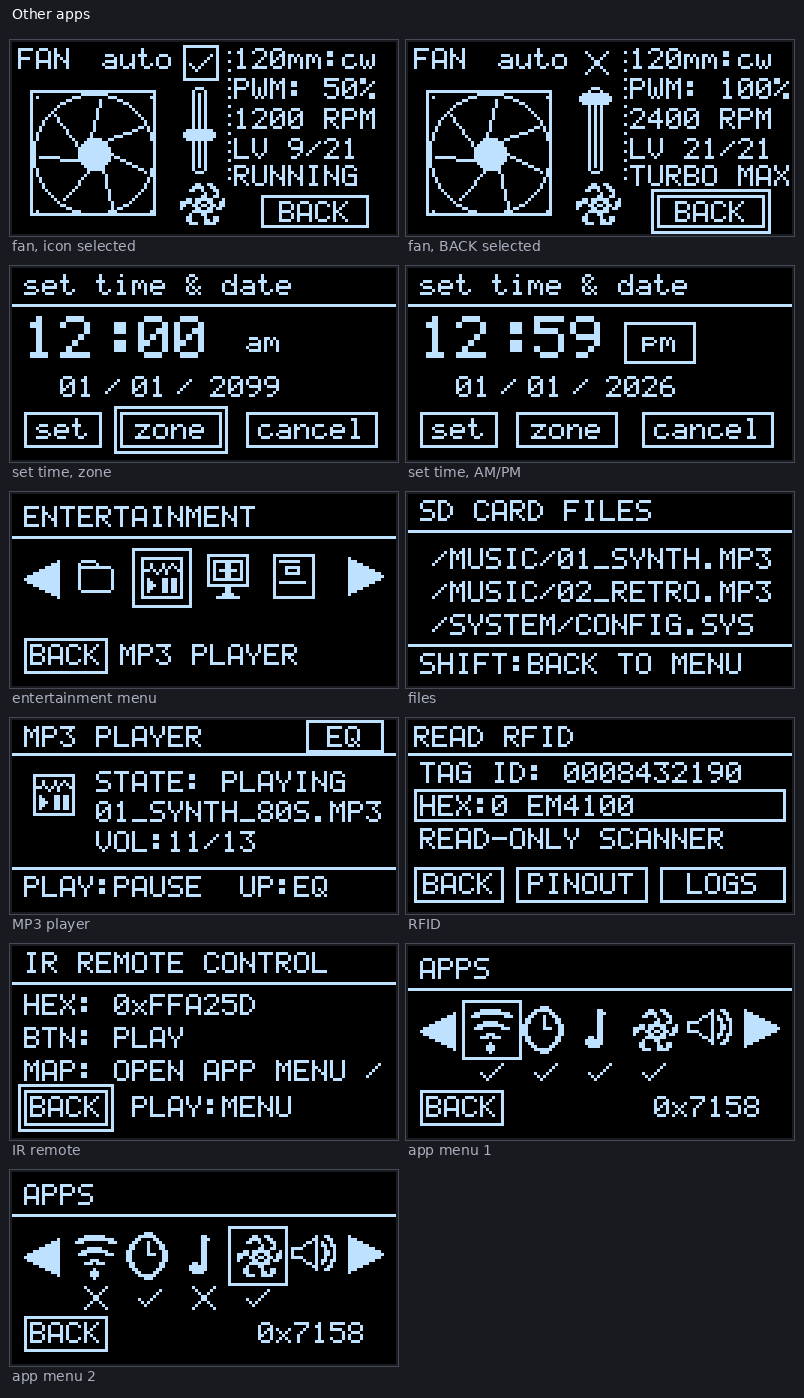 Other apps
FAN auto
120mm:cw
PWM: 50%
1200 RPM
LV 9/21
RUNNING
BACK
fan, icon selected
FAN auto
120mm:cw
PWM: 100%
2400 RPM
LV 21/21
TURBO MAX
BACK
fan, BACK selected
set time & date
12:00 am
01 / 01 / 2099
set zone cancel
set time, zone
set time & date
12:59 pm
01 / 01 / 2026
set zone cancel
set time, AM/PM
ENTERTAINMENT
BACK MP3 PLAYER
entertainment menu
SD CARD FILES
/MUSIC/01_SYNTH.MP3
/MUSIC/02_RETRO.MP3
/SYSTEM/CONFIG.SYS
SHIFT:BACK TO MENU
files
MP3 PLAYER EQ
STATE: PLAYING
01_SYNTH_80S.MP3
VOL:11/13
PLAY:PAUSE UP:EQ
MP3 player
READ RFID
TAG ID: 0008432190
HEX:0 EM4100
READ-ONLY SCANNER
BACK PINOUT LOGS
RFID
IR REMOTE CONTROL
HEX: 0xFFA25D
BTN: PLAY
MAP: OPEN APP MENU /
BACK PLAY:MENU
IR remote
APPS
BACK 0x7158
app menu 1
APPS
BACK 0x7158
app menu 2